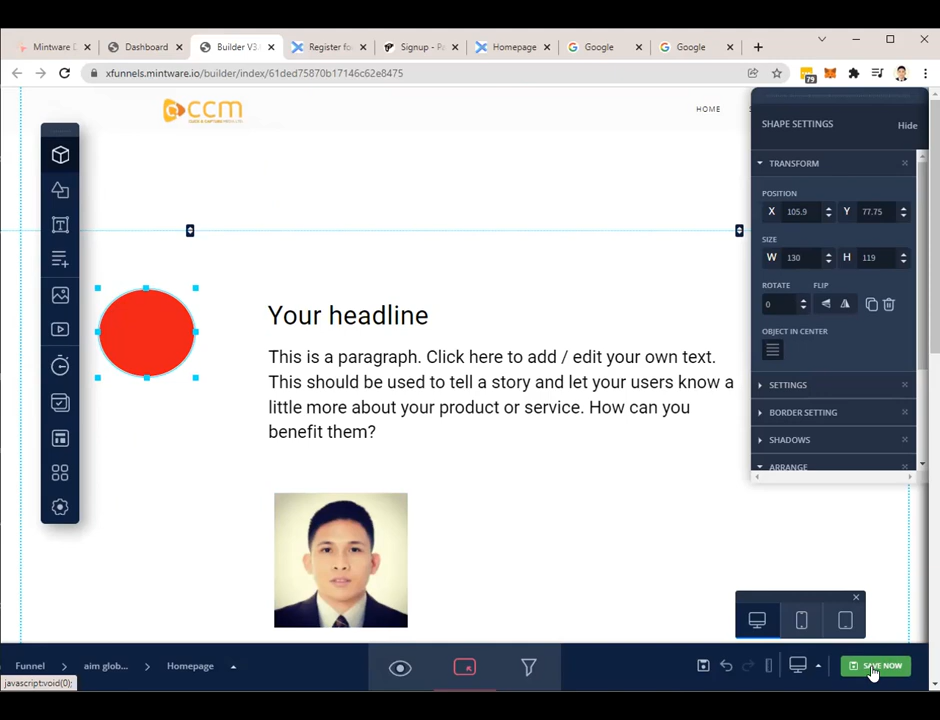 Mintware D
Dashboard
Builder V3
Register fo
Signup - Pa
Homepage
Google
Google
xfunnels.mintware.io/builder/index/61ded75870b17146c62e8475
79
ccm
HOME
SHAPE SETTINGS
Hide
TRANSFORM
POSITION
X 105.9 Y 77.75
SIZE
W 130 H 119
ROTATE FLIP
0
OBJECT IN CENTER
SETTINGS
BORDER SETTING
SHADOWS
ARRANGE
Your headline
This is a paragraph. Click here to add / edit your own text.
This should be used to tell a story and let your users know a
little more about your product or service. How can you
benefit them?
Funnel
aim glob...
Homepage
SAVE NOW
javascript:void(0);